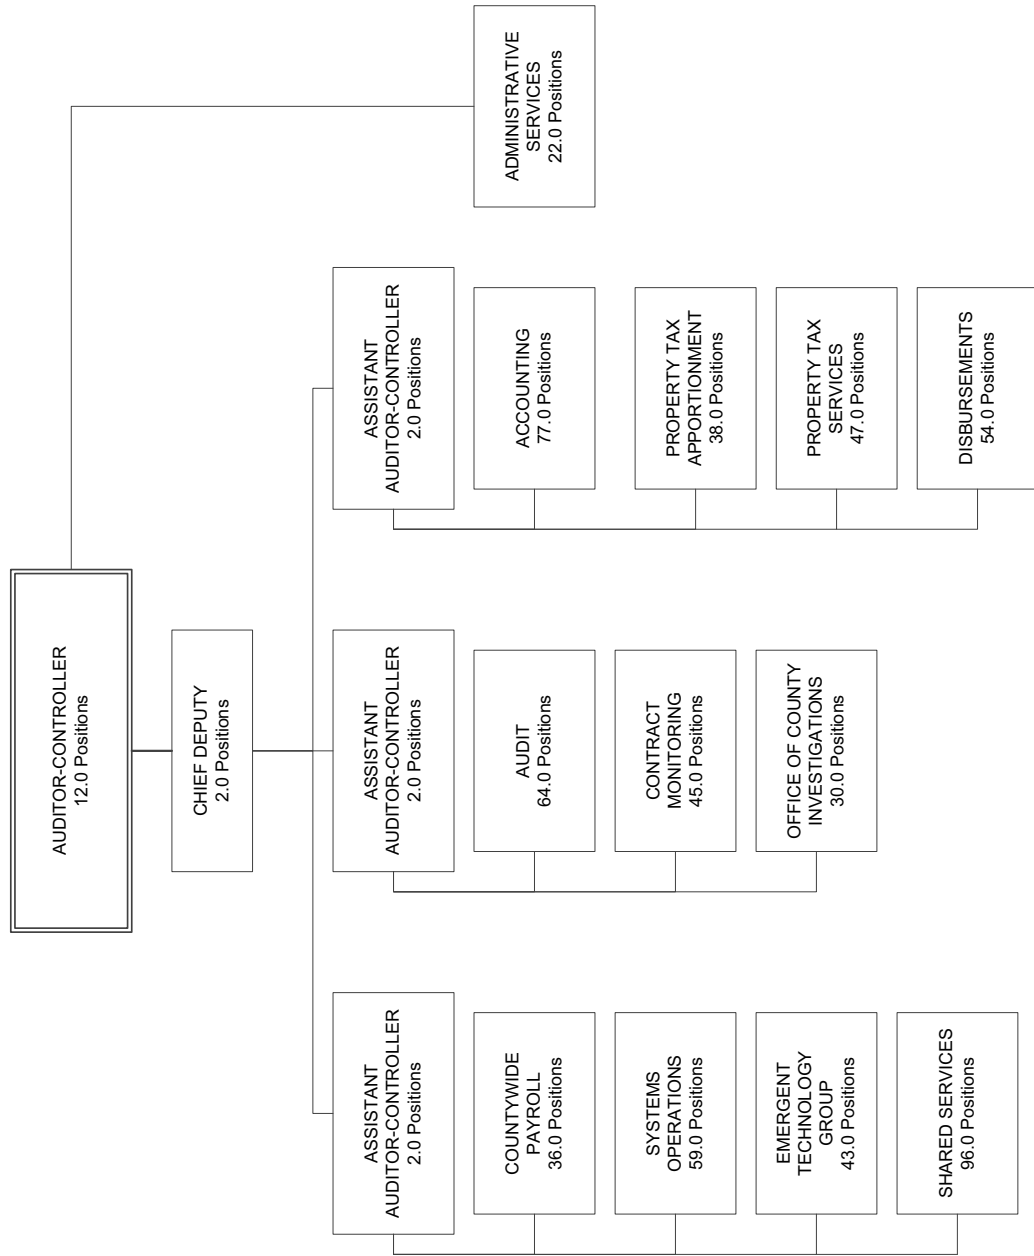 AUDITOR-CONTROLLER
12.0 Positions
CHIEF DEPUTY
2.0 Positions
ASSISTANT
AUDITOR-CONTROLLER
2.0 Positions
COUNTYWIDE
PAYROLL
36.0 Positions
SYSTEMS
OPERATIONS
59.0 Positions
EMERGENT
TECHNOLOGY
GROUP
43.0 Positions
SHARED SERVICES
96.0 Positions
ASSISTANT
AUDITOR-CONTROLLER
2.0 Positions
AUDIT
64.0 Positions
CONTRACT
MONITORING
45.0 Positions
OFFICE OF COUNTY
INVESTIGATIONS
30.0 Positions
ASSISTANT
AUDITOR-CONTROLLER
2.0 Positions
ACCOUNTING
77.0 Positions
PROPERTY TAX
APPORTIONMENT
38.0 Positions
PROPERTY TAX
SERVICES
47.0 Positions
DISBURSEMENTS
54.0 Positions
ADMINISTRATIVE
SERVICES
22.0 Positions